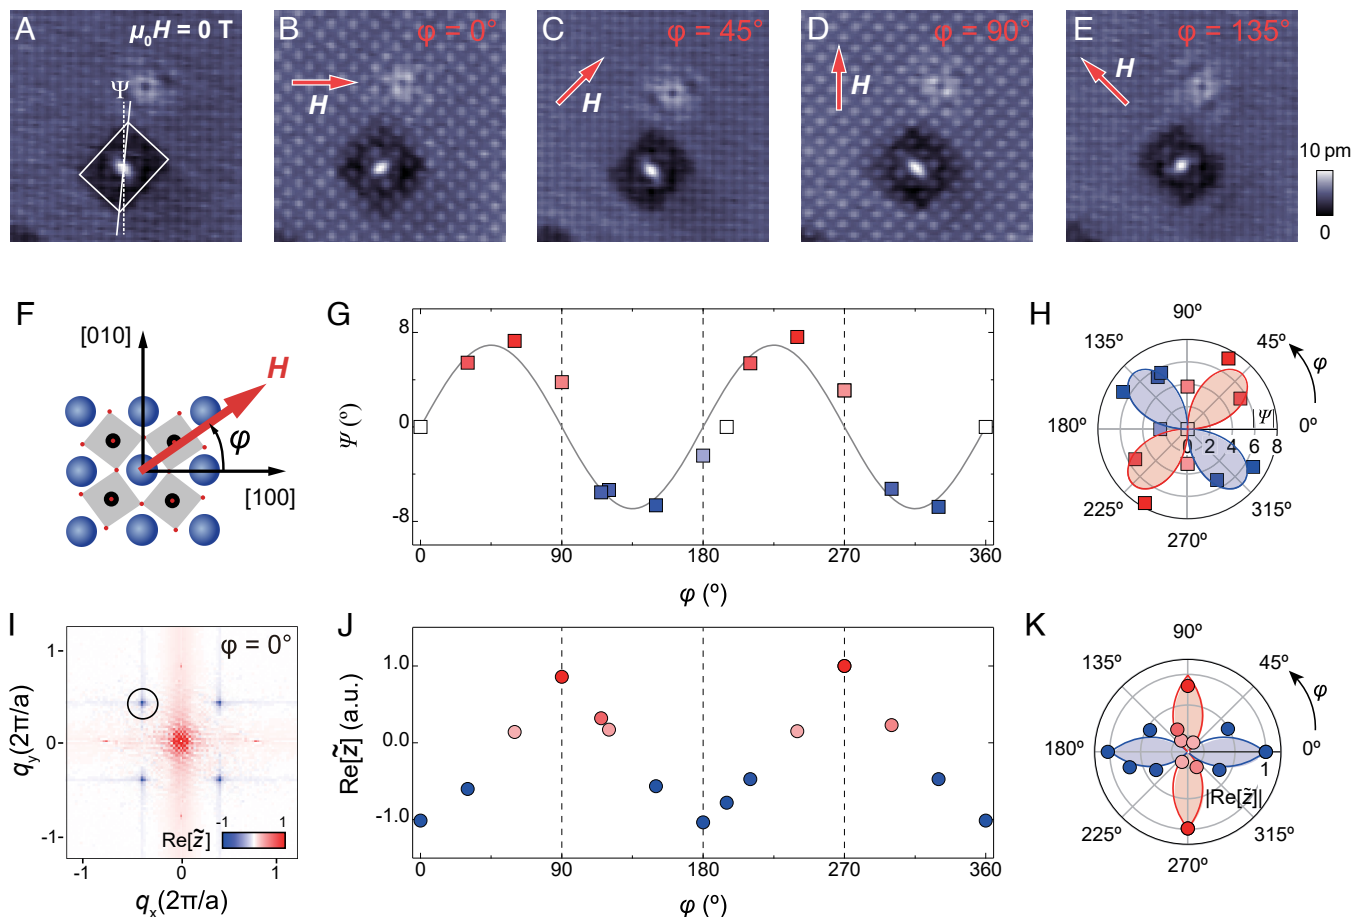 A
μ₀H = 0 T
Ψ
B
φ = 0°
H
C
φ = 45°
H
D
φ = 90°
H
E
φ = 135°
H
10 pm
0
F
[010]
H
φ
[100]
G
8
0
-8
Ψ (º)
0 90 180 270 360
φ (º)
H
90º
135º
45º
φ
180º
0º
|Ψ|
0 2 4 6 8
225º
315º
270º
I
φ = 0°
1
0
-1
q_y(2π/a)
-1 1
Re[z̃]
-1 0 1
q_x(2π/a)
J
1.0
0.0
-1.0
Re[z̃] (a.u.)
0 90 180 270 360
φ (º)
K
90º
135º
45º
φ
180º
0º
1
|Re[z̃]|
225º
315º
270º